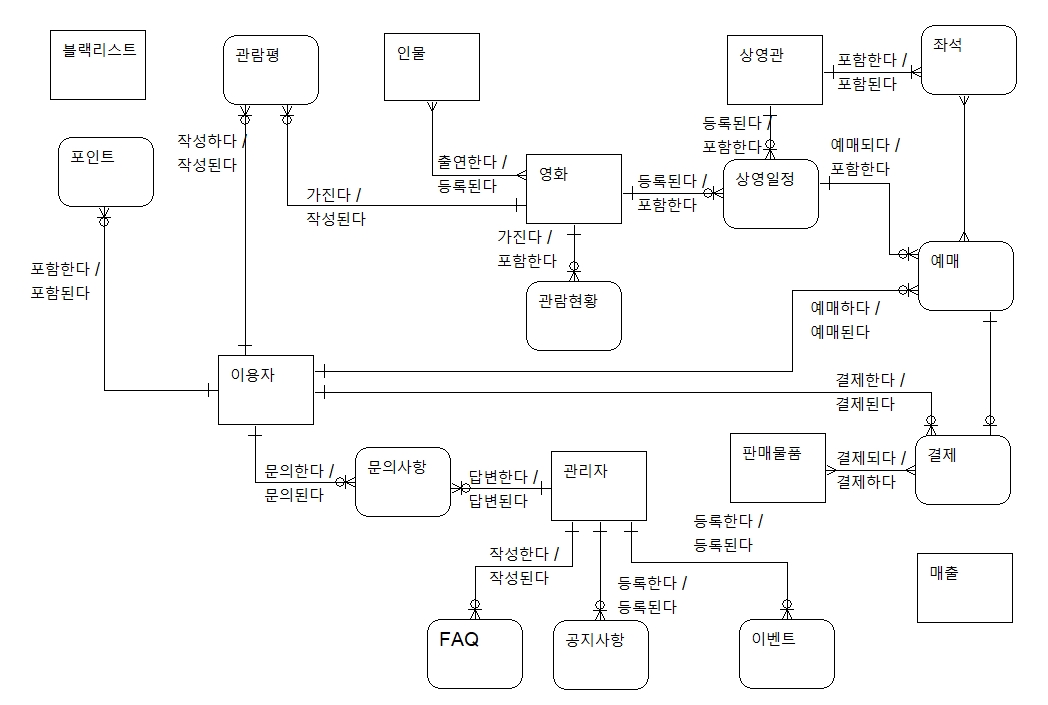 블랙리스트
관람평
인물
상영관
좌석
포함한다 /
포함된다
포인트
작성하다 /
작성된다
출연한다 /
등록된다
영화
등록된다 /
포함한다
상영일정
예매되다 /
포함한다
가진다 /
작성된다
등록된다 /
포함한다
가진다 /
포함한다
관람현황
예매
포함한다 /
포함된다
예매하다 /
예매된다
이용자
결제한다 /
결제된다
문의한다 /
문의된다
문의사항
답변한다 /
답변된다
관리자
판매물품
결제되다 /
결제하다
결제
작성한다 /
작성된다
등록한다 /
등록된다
등록한다 /
등록된다
매출
FAQ
공지사항
이벤트